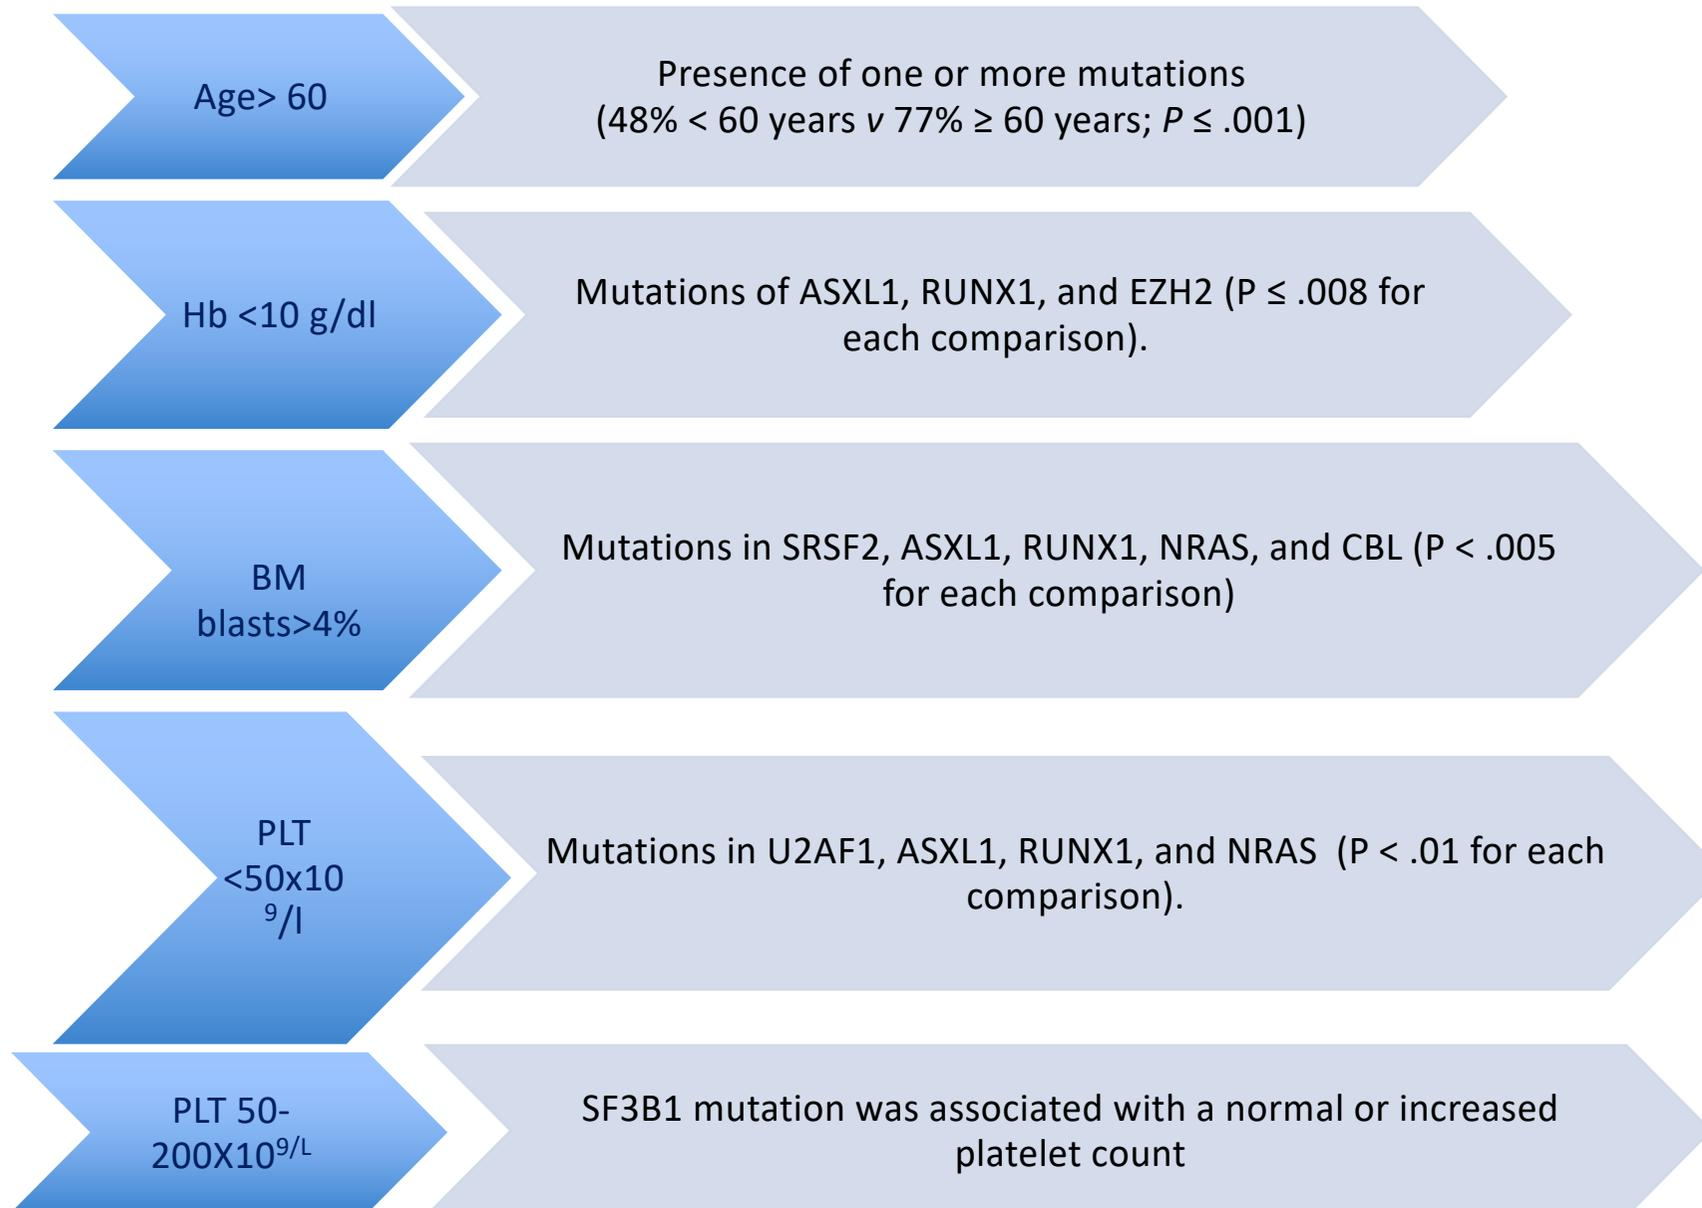 Age> 60
Presence of one or more mutations
(48% < 60 years v 77% ≥ 60 years; P ≤ .001)
Hb <10 g/dl
Mutations of ASXL1, RUNX1, and EZH2 (P ≤ .008 for
each comparison).
BM
blasts>4%
Mutations in SRSF2, ASXL1, RUNX1, NRAS, and CBL (P < .005
for each comparison)
PLT
<50x10
⁹/l
Mutations in U2AF1, ASXL1, RUNX1, and NRAS  (P < .01 for each
comparison).
PLT 50-
200X10⁹ᐟᴸ
SF3B1 mutation was associated with a normal or increased
platelet count